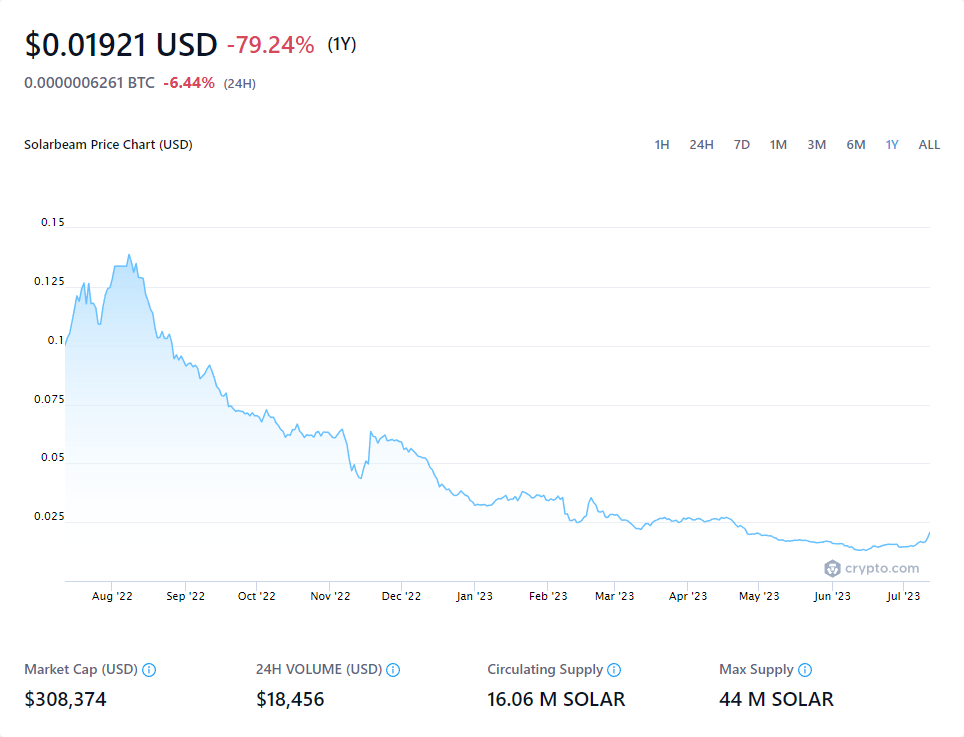 $0.01921 USD -79.24% (1Y)
0.0000006261 BTC -6.44% (24H)
Solarbeam Price Chart (USD) 1H 24H 7D 1M 3M 6M 1Y ALL
0.15
0.125
0.1
0.075
0.05
0.025
crypto.com
Aug '22 Sep '22 Oct '22 Nov '22 Dec '22 Jan '23 Feb '23 Mar '23 Apr '23 May '23 Jun '23 Jul '23
Market Cap (USD) 24H VOLUME (USD) Circulating Supply Max Supply
$308,374 $18,456 16.06 M SOLAR 44 M SOLAR